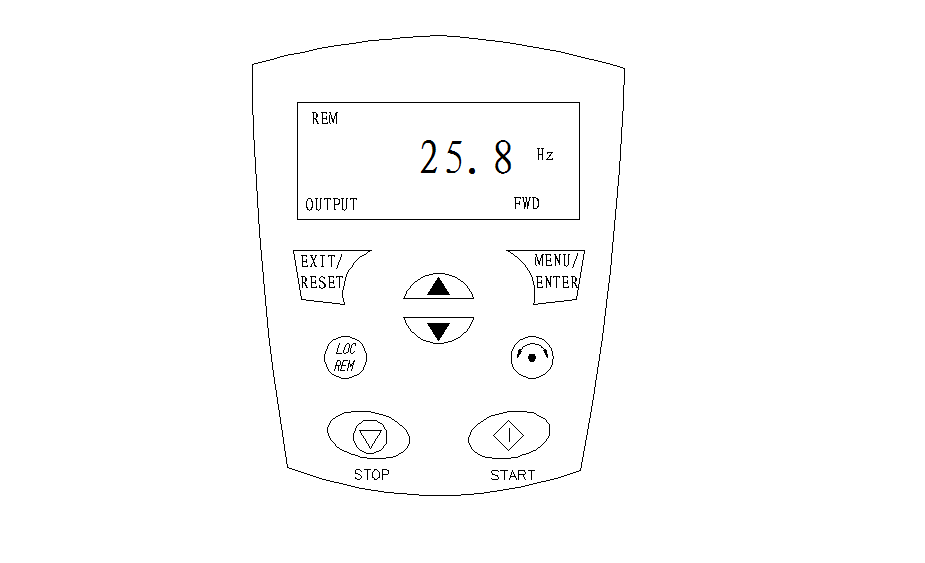 REM
25.8 Hz
OUTPUT FWD
EXIT/
RESET
MENU/
ENTER
LOC
REM
STOP
START